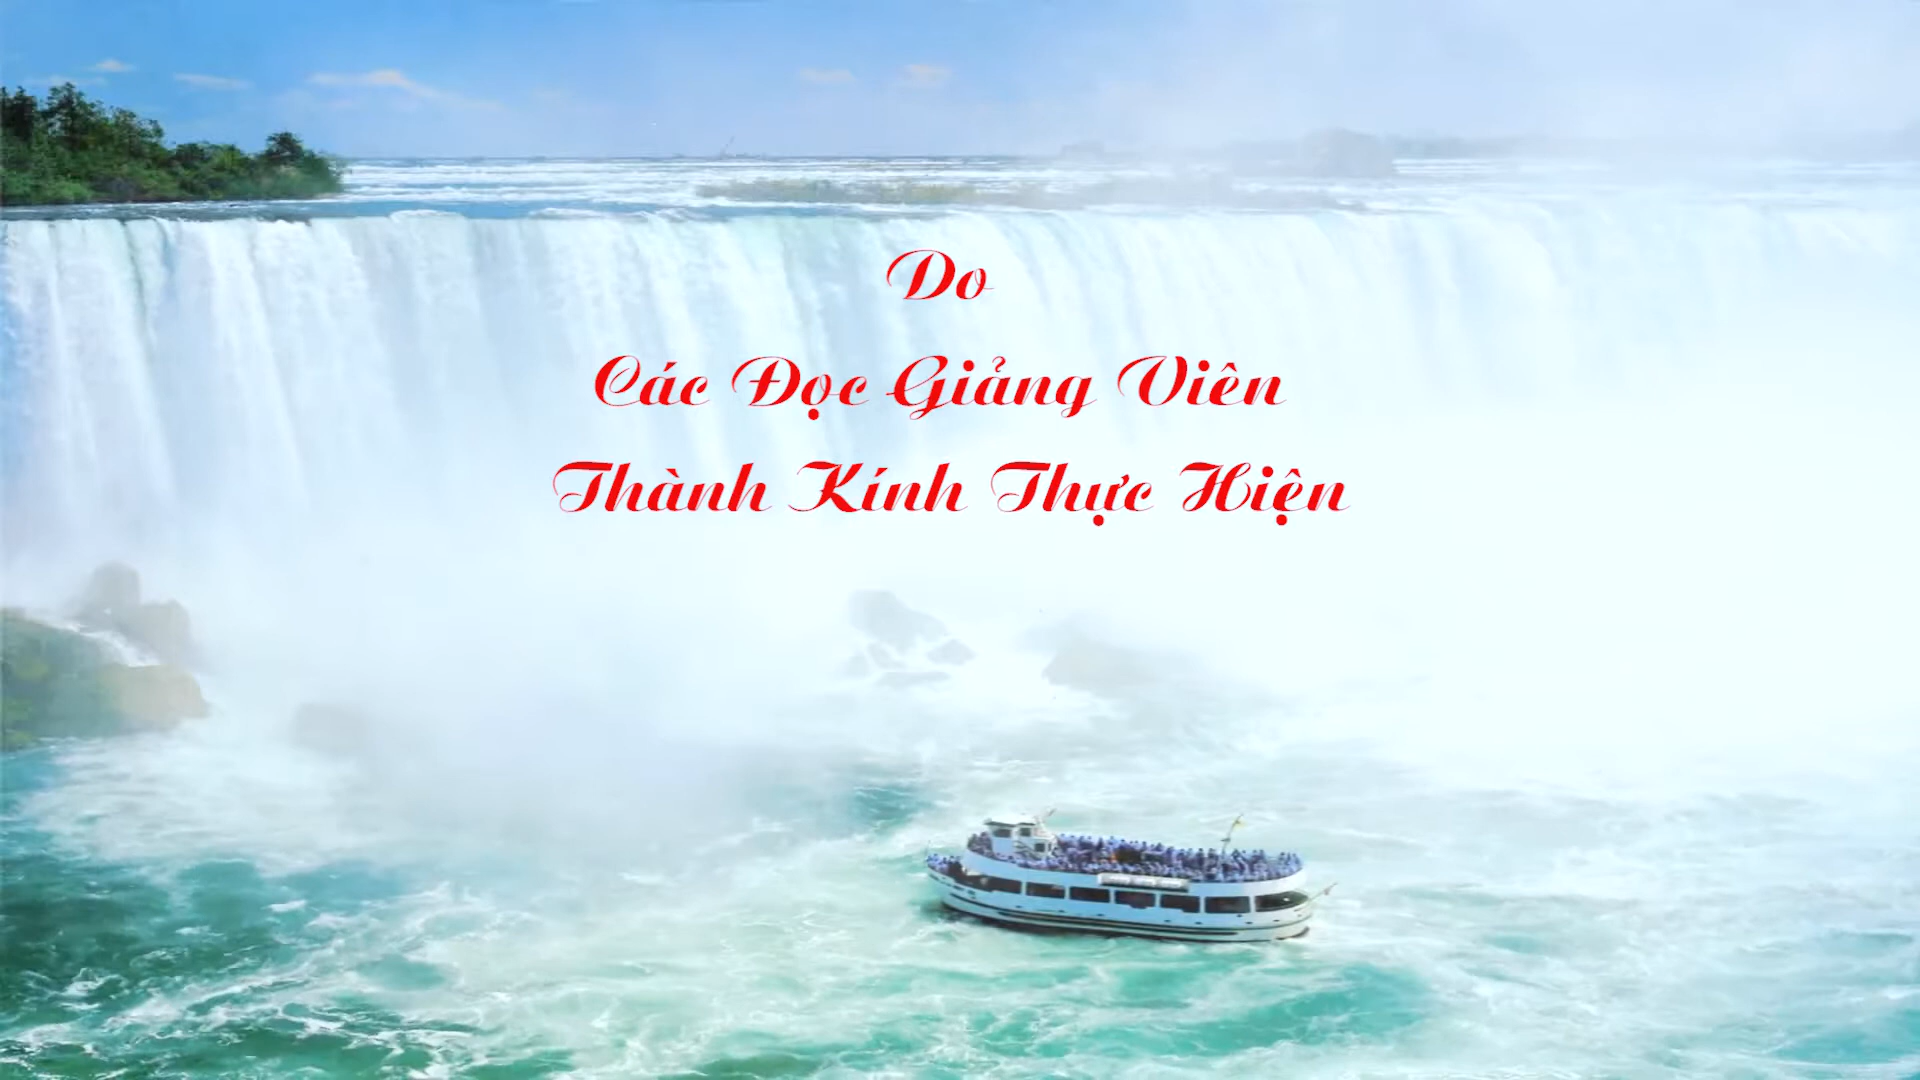 Do
Các Đọc Giảng Viên
Thành Kính Thực Hiện